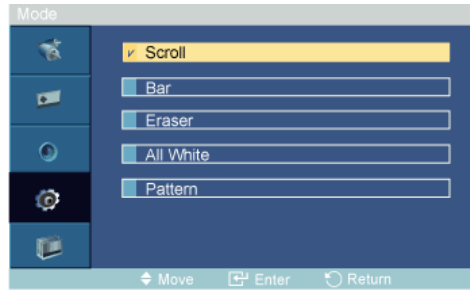 Mode
Scroll
Bar
Eraser
All White
Pattern
Move Enter Return